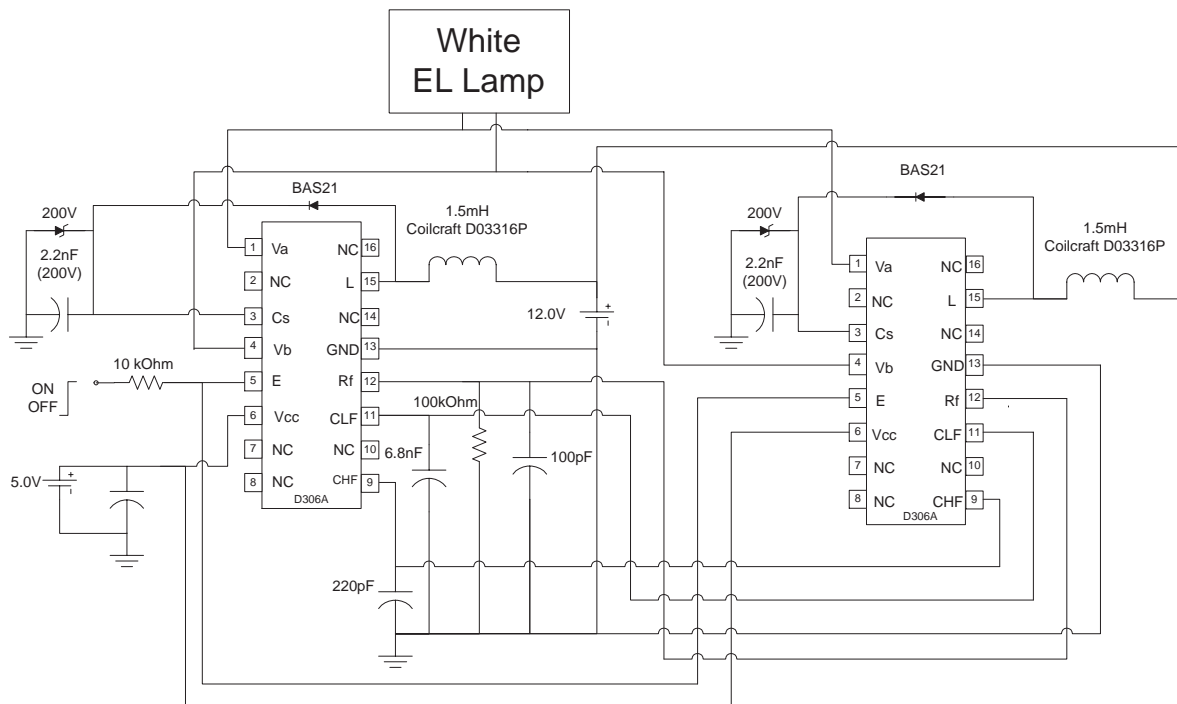 White
EL Lamp
BAS21
200V
2.2nF
(200V)
1.5mH
Coilcraft D03316P
1 Va
2 NC
3 Cs
4 Vb
5 E
6 Vcc
7 NC
8 NC
NC 16
L 15
NC 14
GND 13
Rf 12
CLF 11
NC 10
CHF 9
D306A
12.0V
+
-
10 kOhm
ON
OFF
5.0V
+
-
100kOhm
6.8nF
100pF
220pF
BAS21
200V
2.2nF
(200V)
1.5mH
Coilcraft D03316P
1 Va
2 NC
3 Cs
4 Vb
5 E
6 Vcc
7 NC
8 NC
NC 16
L 15
NC 14
GND 13
Rf 12
CLF 11
NC 10
CHF 9
D306A